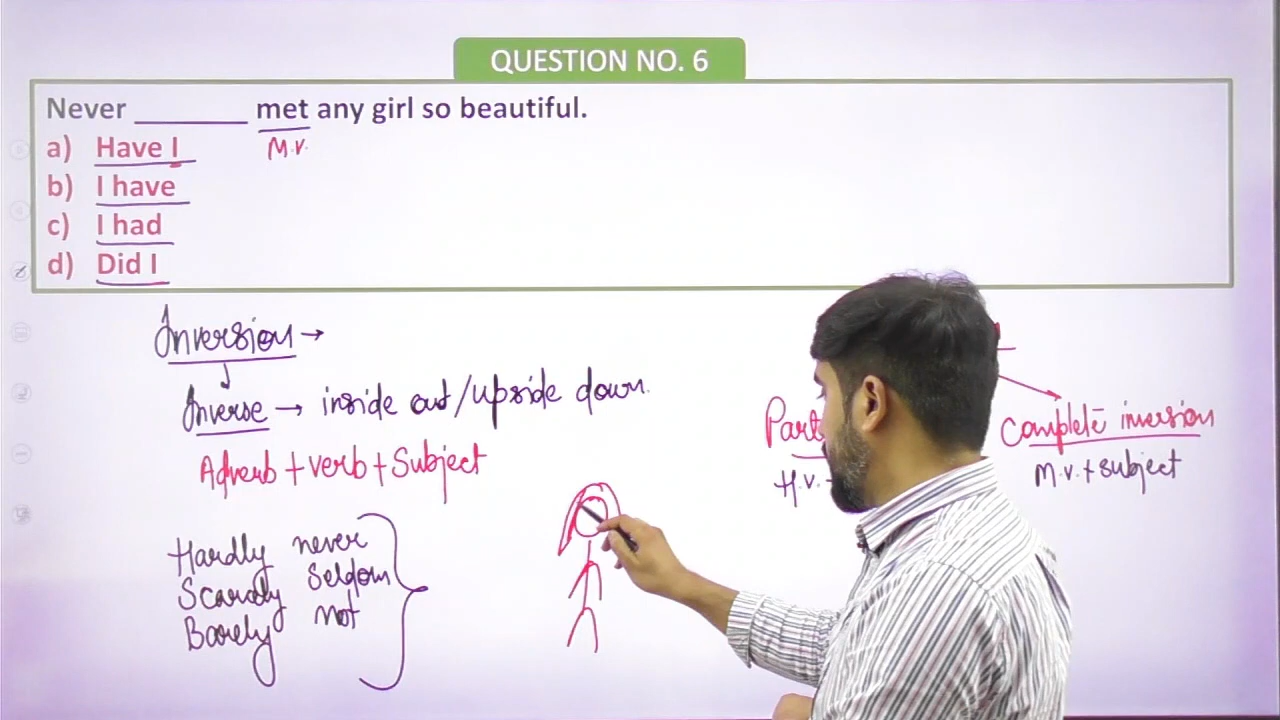 QUESTION NO. 6
Never ________ met any girl so beautiful.
M.V.
a) Have I
b) I have
c) I had
d) Did I
Inversion →
Inverse → inside out/upside down.
Adverb + verb + Subject
Hardly never
Scarcely Seldom
Barely not
Part
H.V.
Complete inversion
M.V. + subject